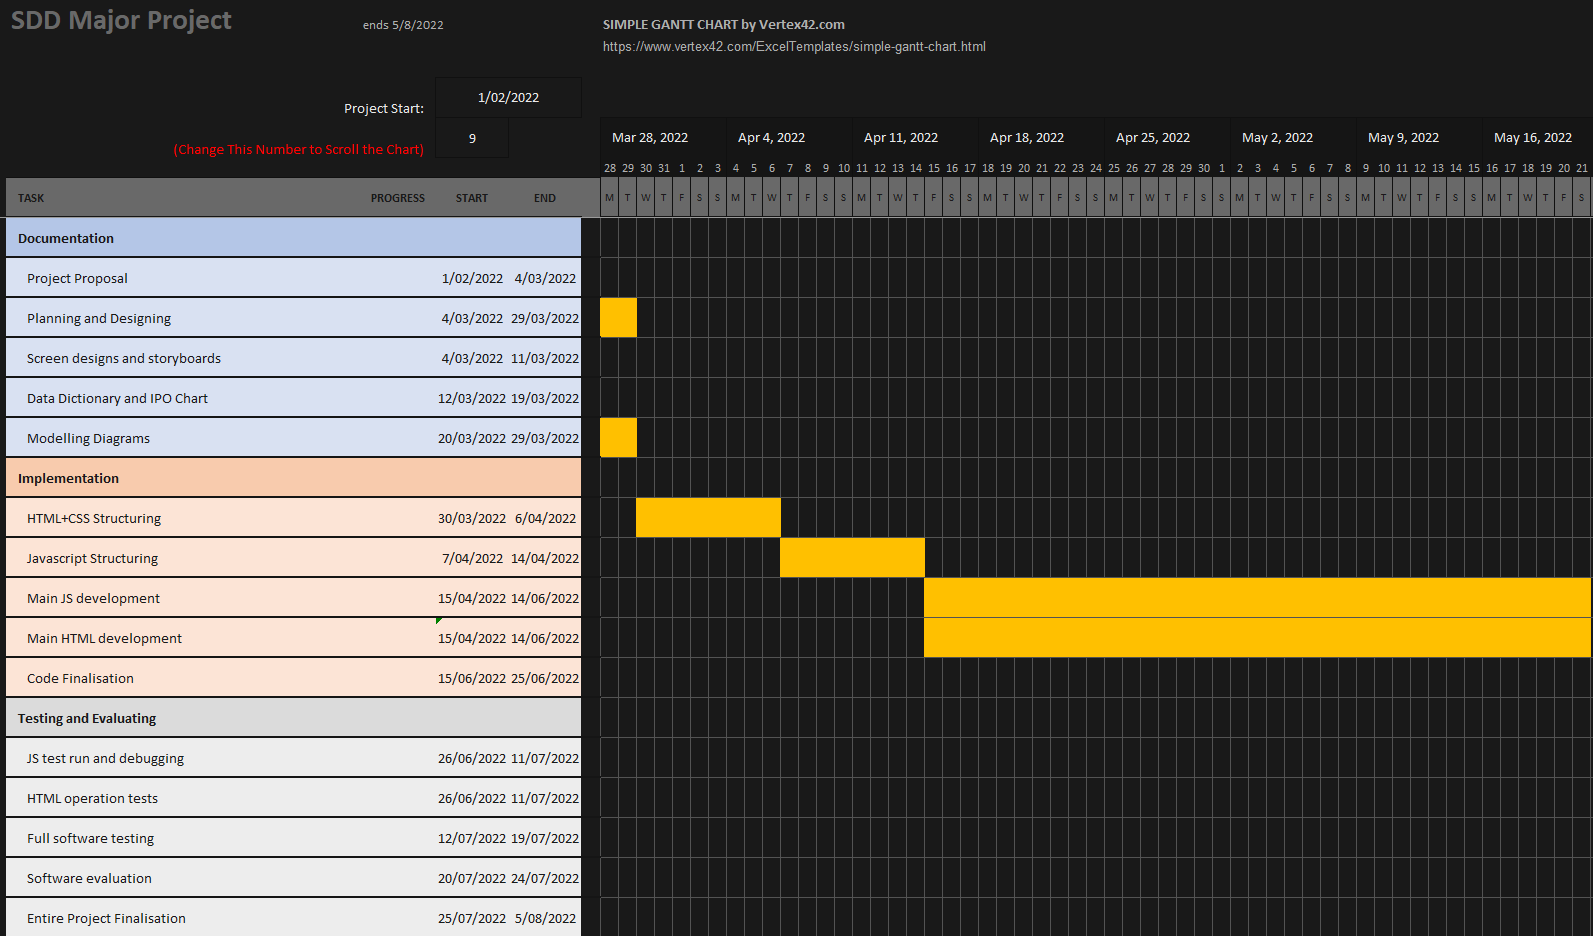 SDD Major Project
ends 5/8/2022
SIMPLE GANTT CHART by Vertex42.com
https://www.vertex42.com/ExcelTemplates/simple-gantt-chart.html
Project Start: 1/02/2022
(Change This Number to Scroll the Chart) 9
Mar 28, 2022 Apr 4, 2022 Apr 11, 2022 Apr 18, 2022 Apr 25, 2022 May 2, 2022 May 9, 2022 May 16, 2022
28 29 30 31 1 2 3 4 5 6 7 8 9 10 11 12 13 14 15 16 17 18 19 20 21 22 23 24 25 26 27 28 29 30 1 2 3 4 5 6 7 8 9 10 11 12 13 14 15 16 17 18 19 20 21
TASK PROGRESS START END M T W T F S S M T W T F S S M T W T F S S M T W T F S S M T W T F S S M T W T F S S M T W T F S S M T W T F S
Documentation
Project Proposal 1/02/2022 4/03/2022
Planning and Designing 4/03/2022 29/03/2022
Screen designs and storyboards 4/03/2022 11/03/2022
Data Dictionary and IPO Chart 12/03/2022 19/03/2022
Modelling Diagrams 20/03/2022 29/03/2022
Implementation
HTML+CSS Structuring 30/03/2022 6/04/2022
Javascript Structuring 7/04/2022 14/04/2022
Main JS development 15/04/2022 14/06/2022
Main HTML development 15/04/2022 14/06/2022
Code Finalisation 15/06/2022 25/06/2022
Testing and Evaluating
JS test run and debugging 26/06/2022 11/07/2022
HTML operation tests 26/06/2022 11/07/2022
Full software testing 12/07/2022 19/07/2022
Software evaluation 20/07/2022 24/07/2022
Entire Project Finalisation 25/07/2022 5/08/2022